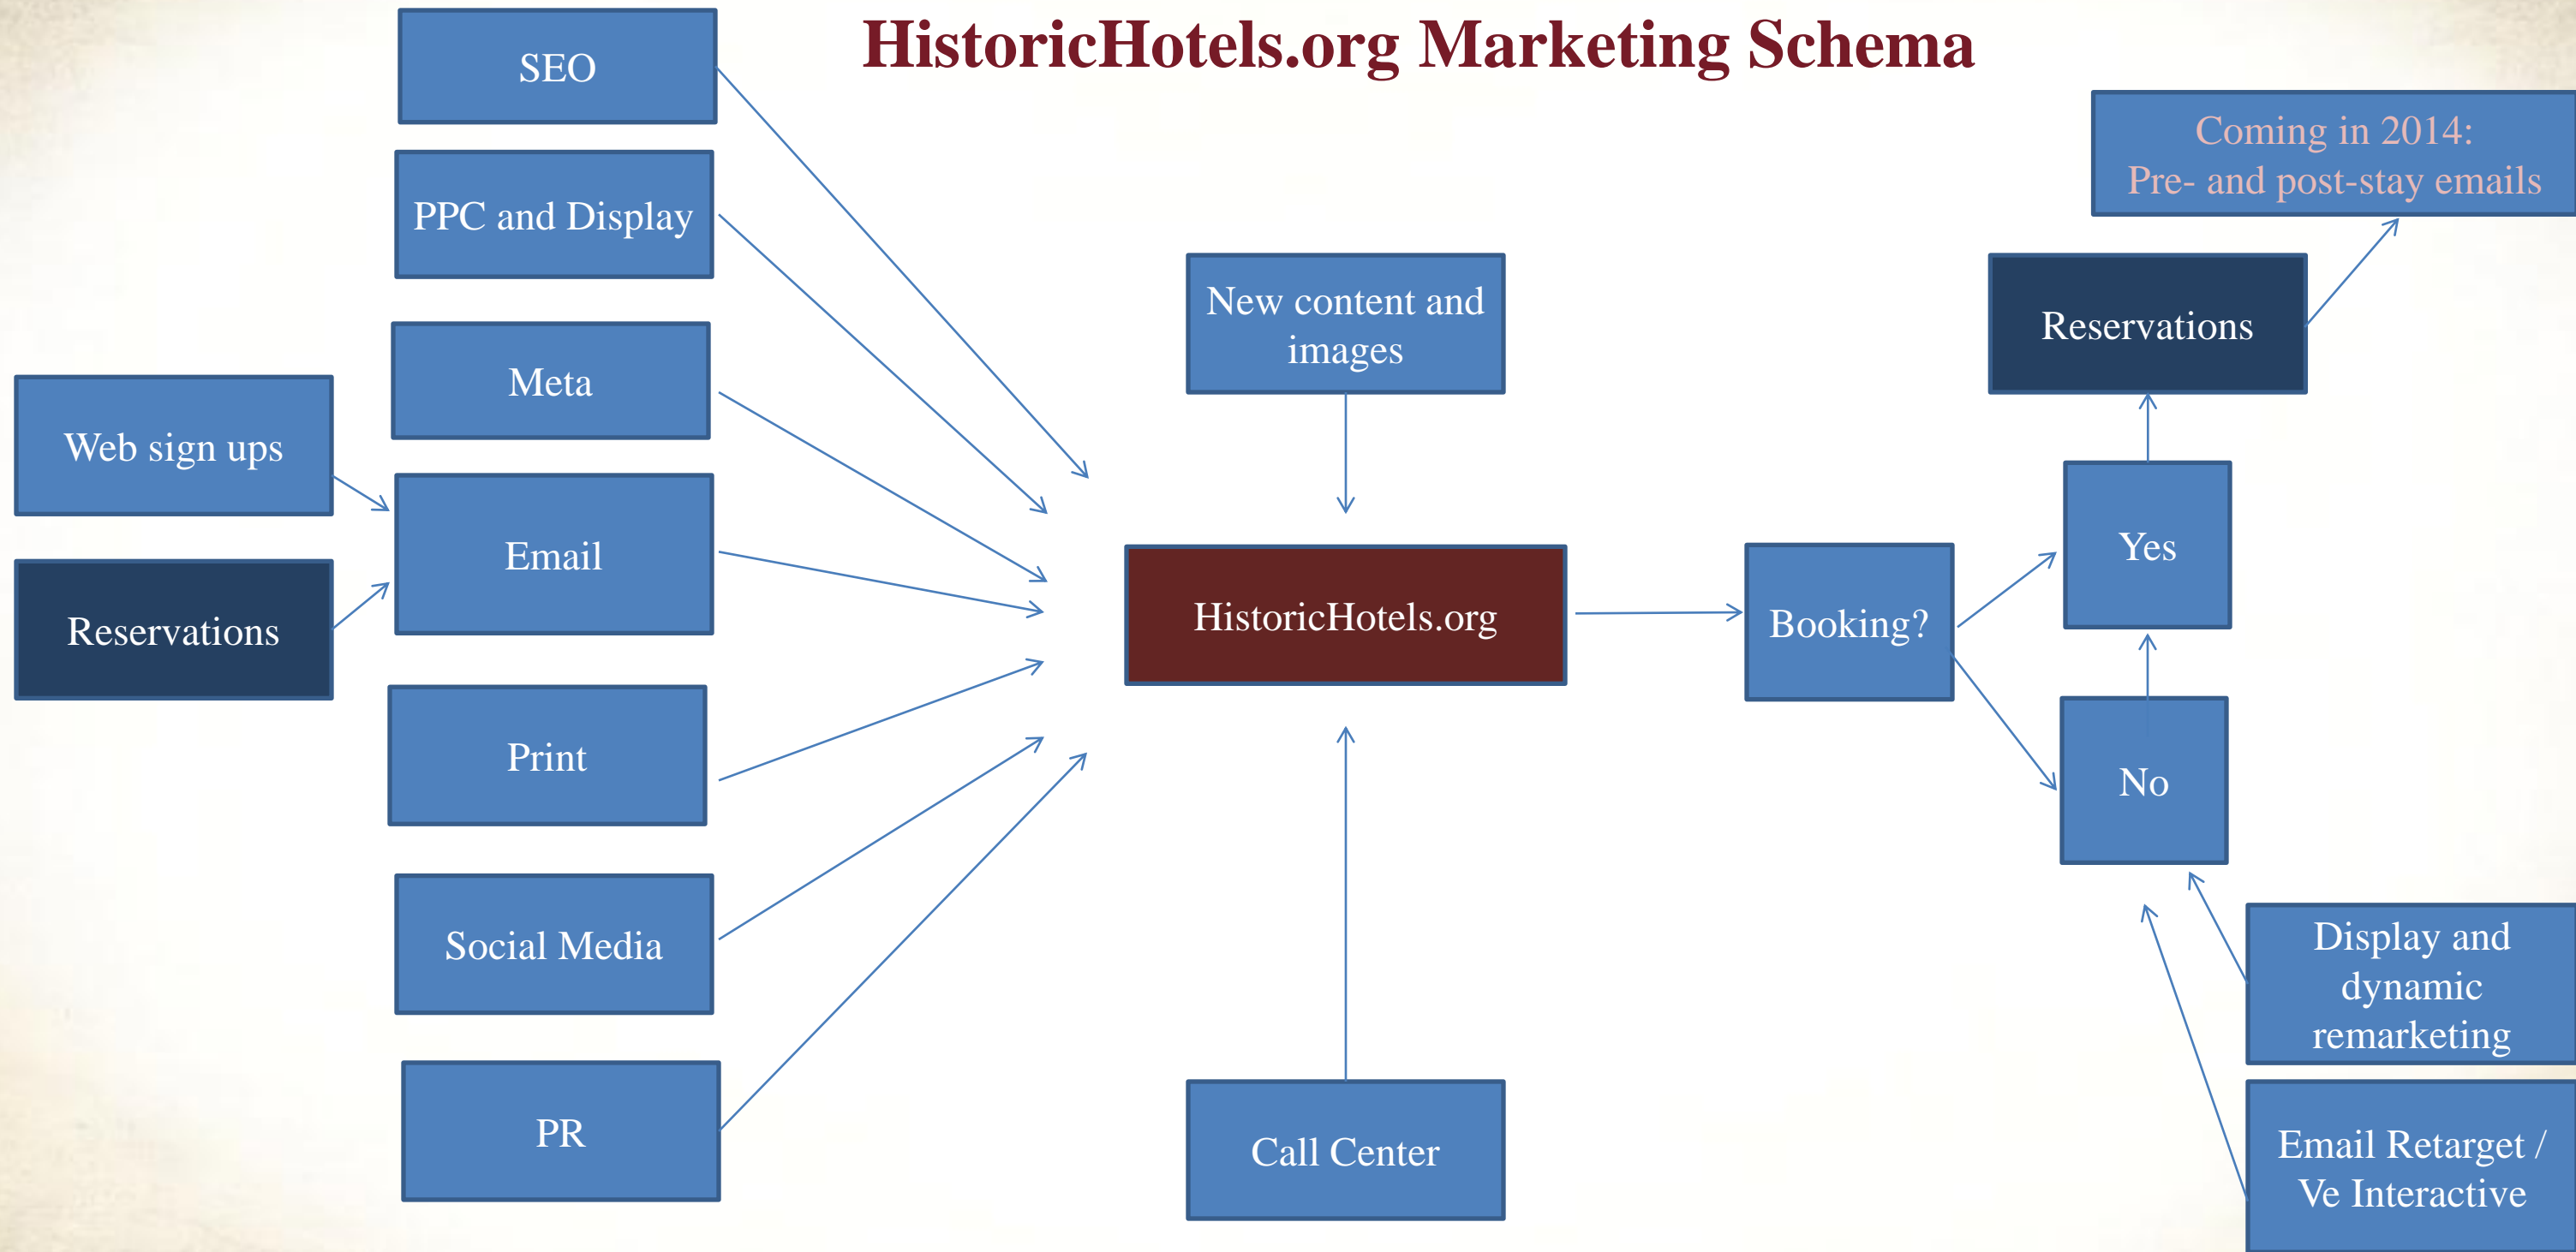 HistoricHotels.org Marketing Schema
SEO
PPC and Display
Meta
Web sign ups
Email
Reservations
Print
Social Media
PR
New content and
images
HistoricHotels.org
Call Center
Booking?
Coming in 2014:
Pre- and post-stay emails
Reservations
Yes
No
Display and
dynamic
remarketing
Email Retarget /
Ve Interactive